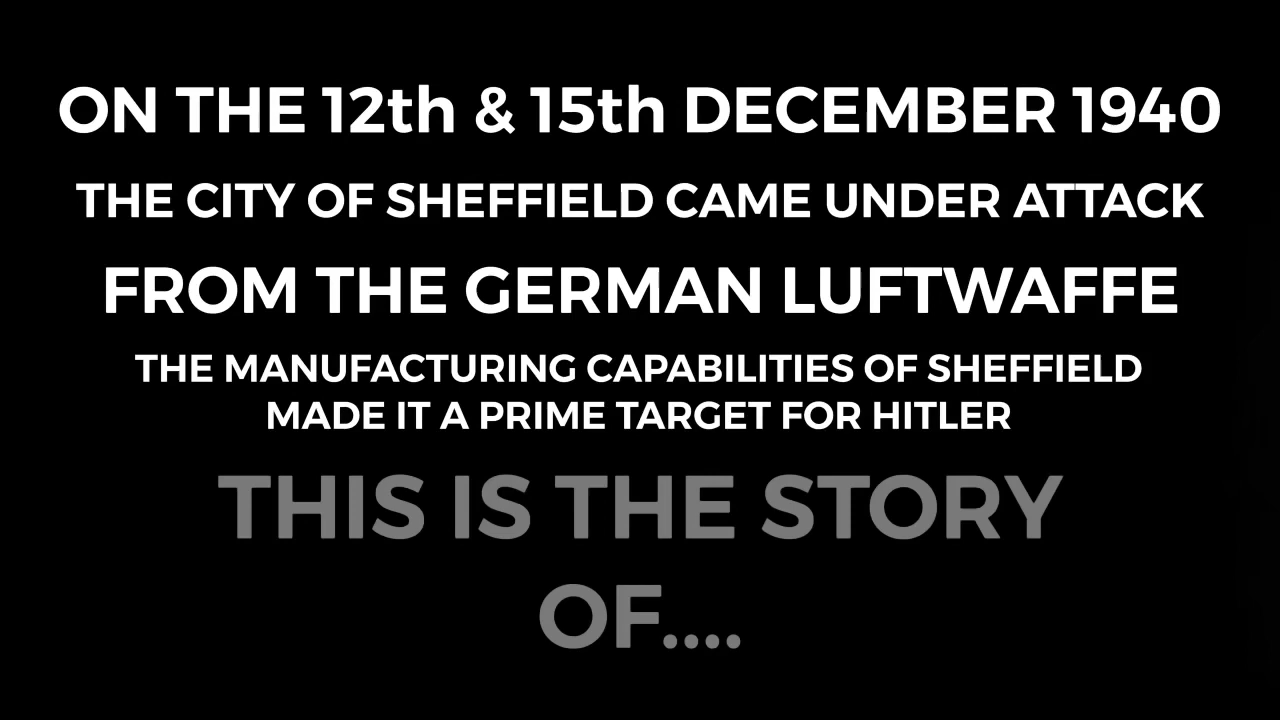 ON THE 12th & 15th DECEMBER 1940
THE CITY OF SHEFFIELD CAME UNDER ATTACK
FROM THE GERMAN LUFTWAFFE
THE MANUFACTURING CAPABILITIES OF SHEFFIELD
MADE IT A PRIME TARGET FOR HITLER
THIS IS THE STORY
OF....